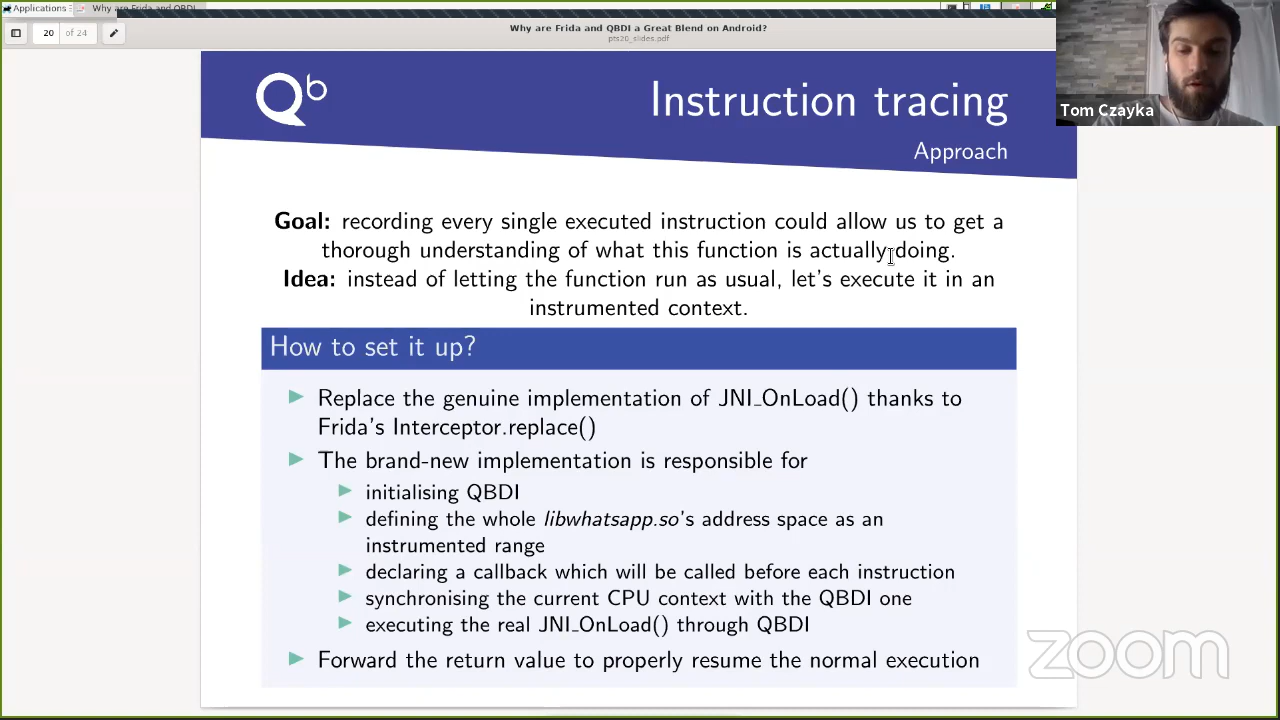 Applications
Why are Frida and QBDI
20 of 24
Why are Frida and QBDI a Great Blend on Android?
pts20_slides.pdf
Tom Czayka
Qb
Instruction tracing
Approach
Goal: recording every single executed instruction could allow us to get a
thorough understanding of what this function is actually doing.
Idea: instead of letting the function run as usual, let's execute it in an
instrumented context.
How to set it up?
Replace the genuine implementation of JNI_OnLoad() thanks to
Frida's Interceptor.replace()
The brand-new implementation is responsible for
initialising QBDI
defining the whole libwhatsapp.so's address space as an
instrumented range
declaring a callback which will be called before each instruction
synchronising the current CPU context with the QBDI one
executing the real JNI_OnLoad() through QBDI
Forward the return value to properly resume the normal execution
zoom